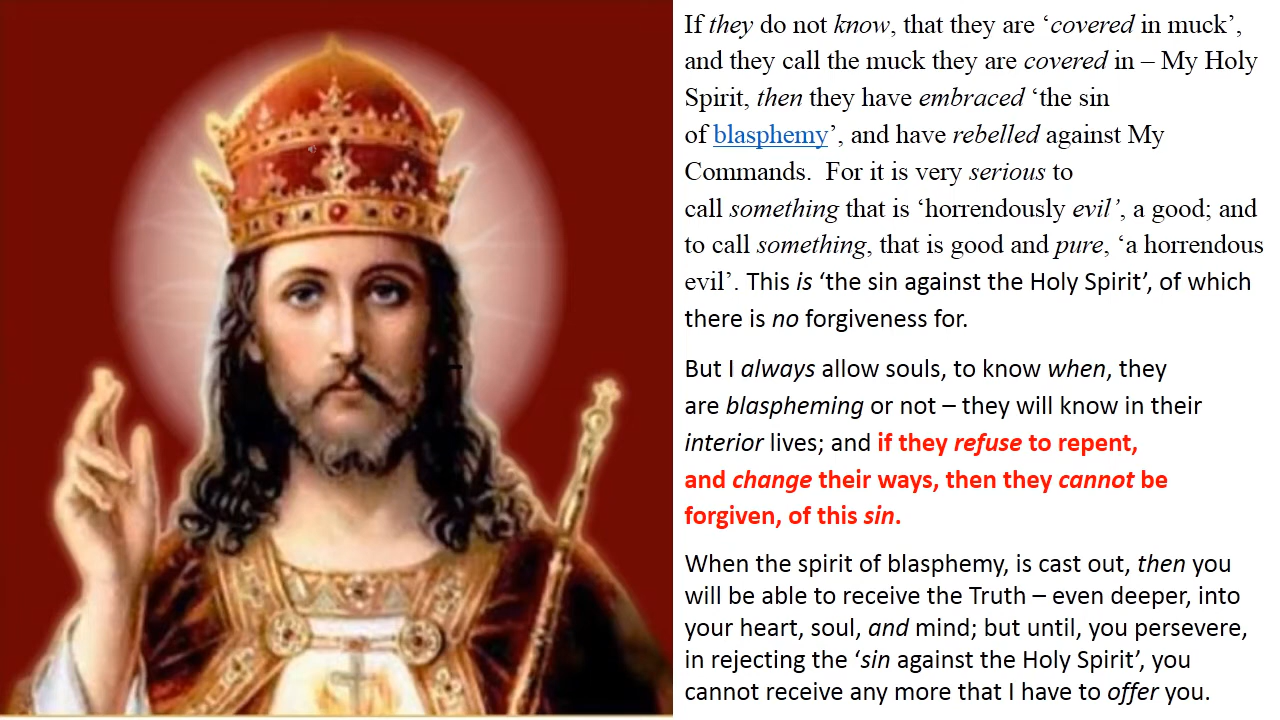 If they do not know, that they are ‘covered in muck’,
and they call the muck they are covered in – My Holy
Spirit, then they have embraced ‘the sin
of blasphemy’, and have rebelled against My
Commands.  For it is very serious to
call something that is ‘horrendously evil’, a good; and
to call something, that is good and pure, ‘a horrendous
evil’. This is ‘the sin against the Holy Spirit’, of which
there is no forgiveness for.
But I always allow souls, to know when, they
are blaspheming or not – they will know in their
interior lives; and if they refuse to repent,
and change their ways, then they cannot be
forgiven, of this sin.
When the spirit of blasphemy, is cast out, then you
will be able to receive the Truth – even deeper, into
your heart, soul, and mind; but until, you persevere,
in rejecting the ‘sin against the Holy Spirit’, you
cannot receive any more that I have to offer you.